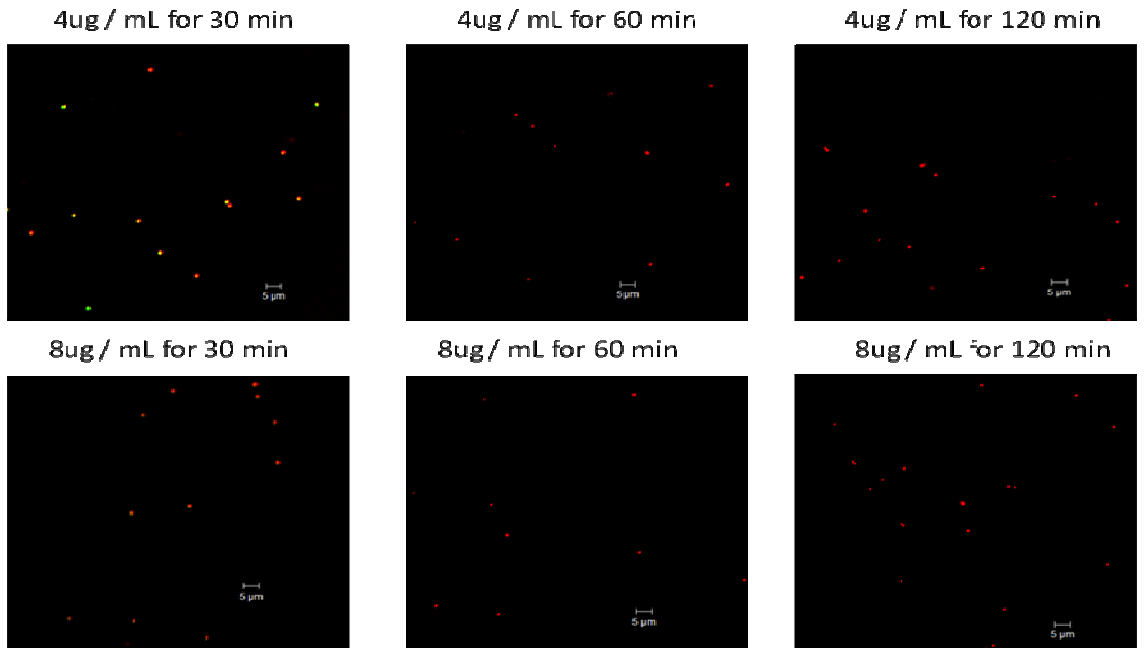 4ug / mL for 30 min
4ug / mL for 60 min
4ug / mL for 120 min
5 µm
5 µm
5 µm
8ug / mL for 30 min
8ug / mL for 60 min
8ug / mL for 120 min
5 µm
5 µm
5 µm